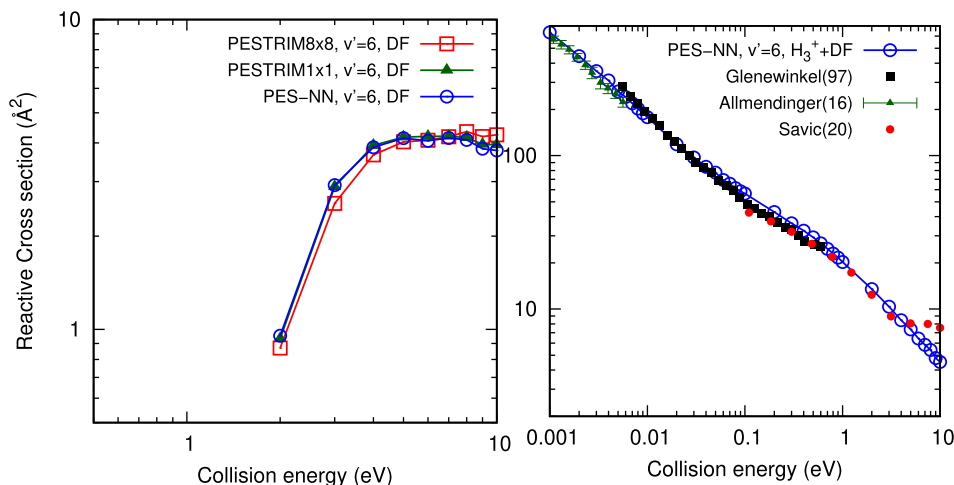 10
PESTRIM8x8, v'=6, DF
PESTRIM1x1, v'=6, DF
PES−NN, v'=6, DF
1
Reactive Cross section (Å²)
1
10
Collision energy (eV)
PES−NN, v'=6, H₃⁺+DF
Glenewinkel(97)
Allmendinger(16)
Savic(20)
100
10
0.001
0.01
0.1
1
10
Collision energy (eV)